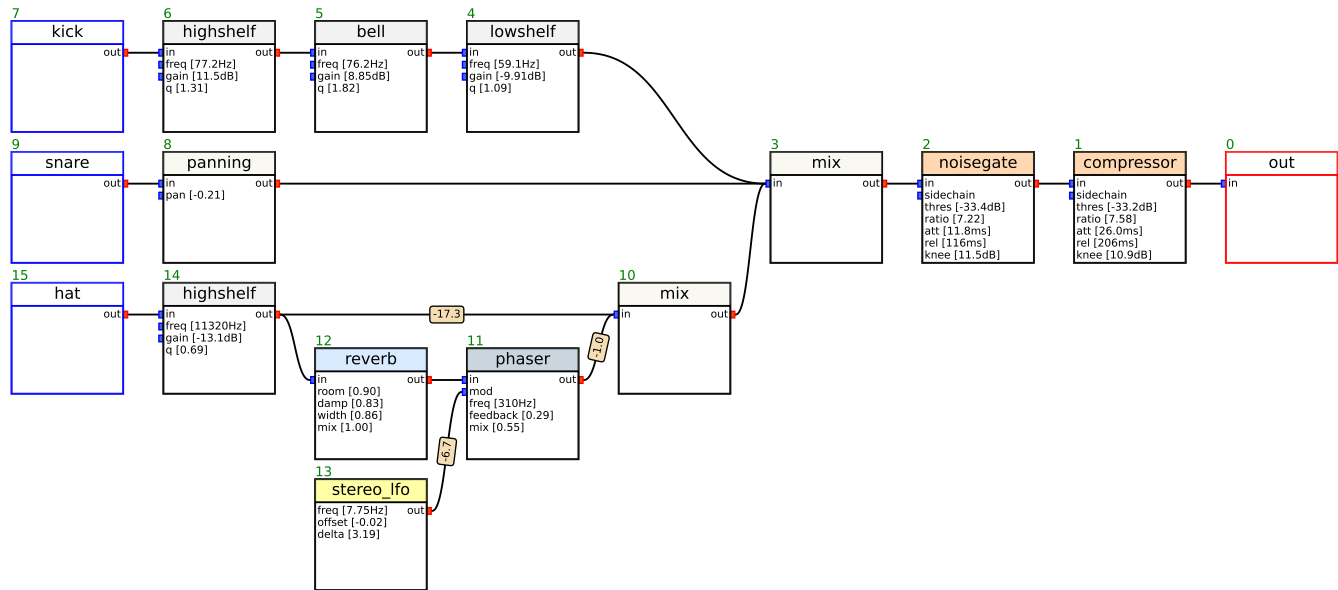 7
kick
out
6
highshelf
in out
freq [77.2Hz]
gain [11.5dB]
q [1.31]
5
bell
in out
freq [76.2Hz]
gain [8.85dB]
q [1.82]
4
lowshelf
in out
freq [59.1Hz]
gain [-9.91dB]
q [1.09]
9
snare
out
8
panning
in out
pan [-0.21]
3
mix
in out
2
noisegate
in out
sidechain
thres [-33.4dB]
ratio [7.22]
att [11.8ms]
rel [116ms]
knee [11.5dB]
1
compressor
in out
sidechain
thres [-33.2dB]
ratio [7.58]
att [26.0ms]
rel [206ms]
knee [10.9dB]
0
out
in
15
hat
out
14
highshelf
in out
freq [11320Hz]
gain [-13.1dB]
q [0.69]
-17.3
10
mix
in out
12
reverb
in out
room [0.90]
damp [0.83]
width [0.86]
mix [1.00]
11
phaser
in out
mod
freq [310Hz]
feedback [0.29]
mix [0.55]
-1.0
-6.7
13
stereo_lfo
freq [7.75Hz] out
offset [-0.02]
delta [3.19]